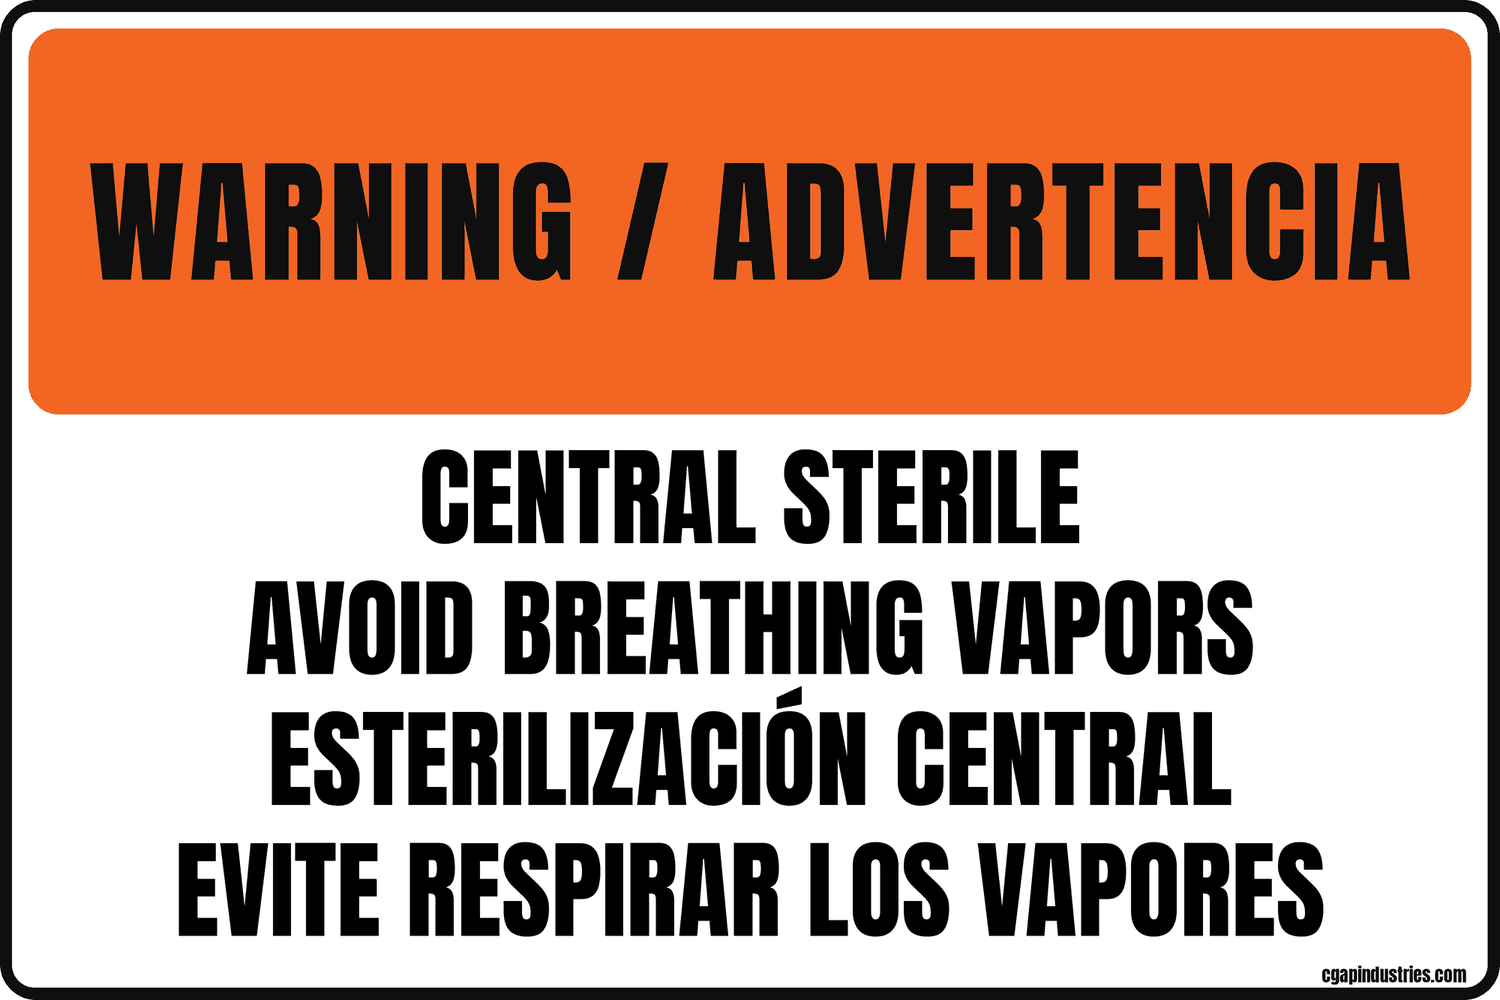 WARNING / ADVERTENCIA
CENTRAL STERILE
AVOID BREATHING VAPORS
ESTERILIZACIÓN CENTRAL
EVITE RESPIRAR LOS VAPORES
cgapindustries.com